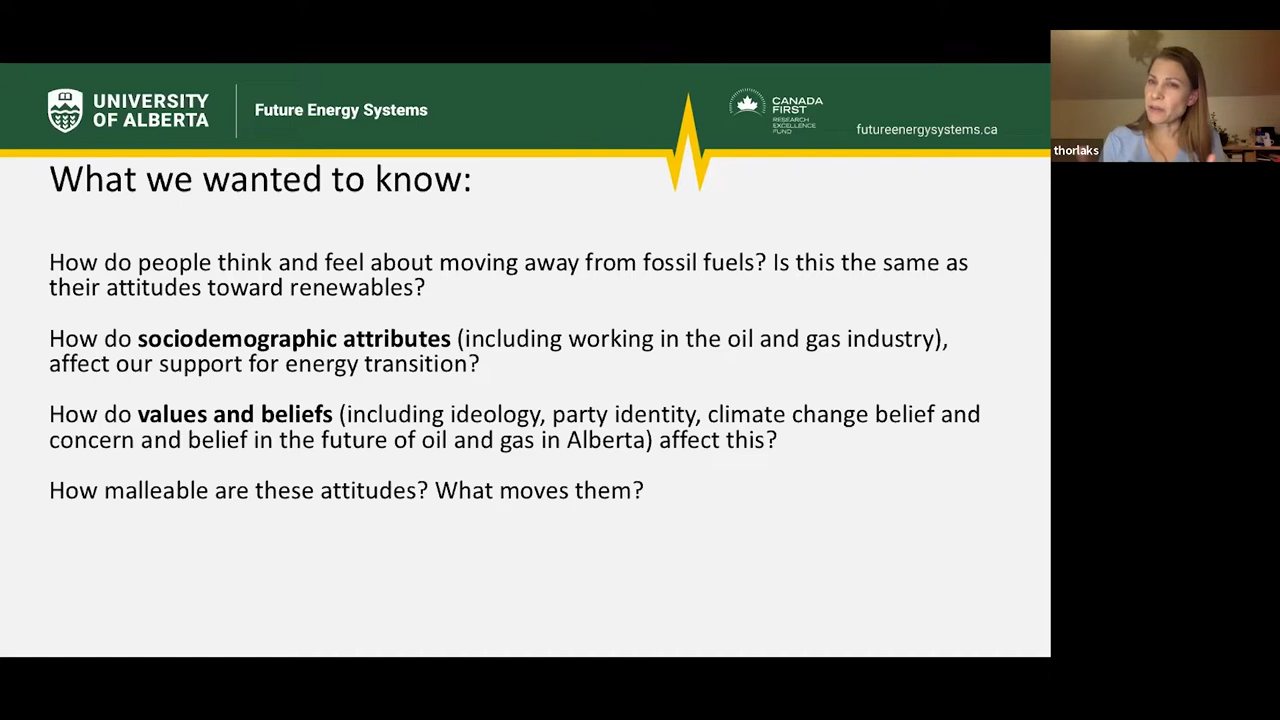 UNIVERSITY
OF ALBERTA
Future Energy Systems
CANADA
FIRST
RESEARCH
EXCELLENCE
FUND
futureenergysystems.ca
thorlaks
What we wanted to know:
How do people think and feel about moving away from fossil fuels? Is this the same as
their attitudes toward renewables?
How do sociodemographic attributes (including working in the oil and gas industry),
affect our support for energy transition?
How do values and beliefs (including ideology, party identity, climate change belief and
concern and belief in the future of oil and gas in Alberta) affect this?
How malleable are these attitudes? What moves them?